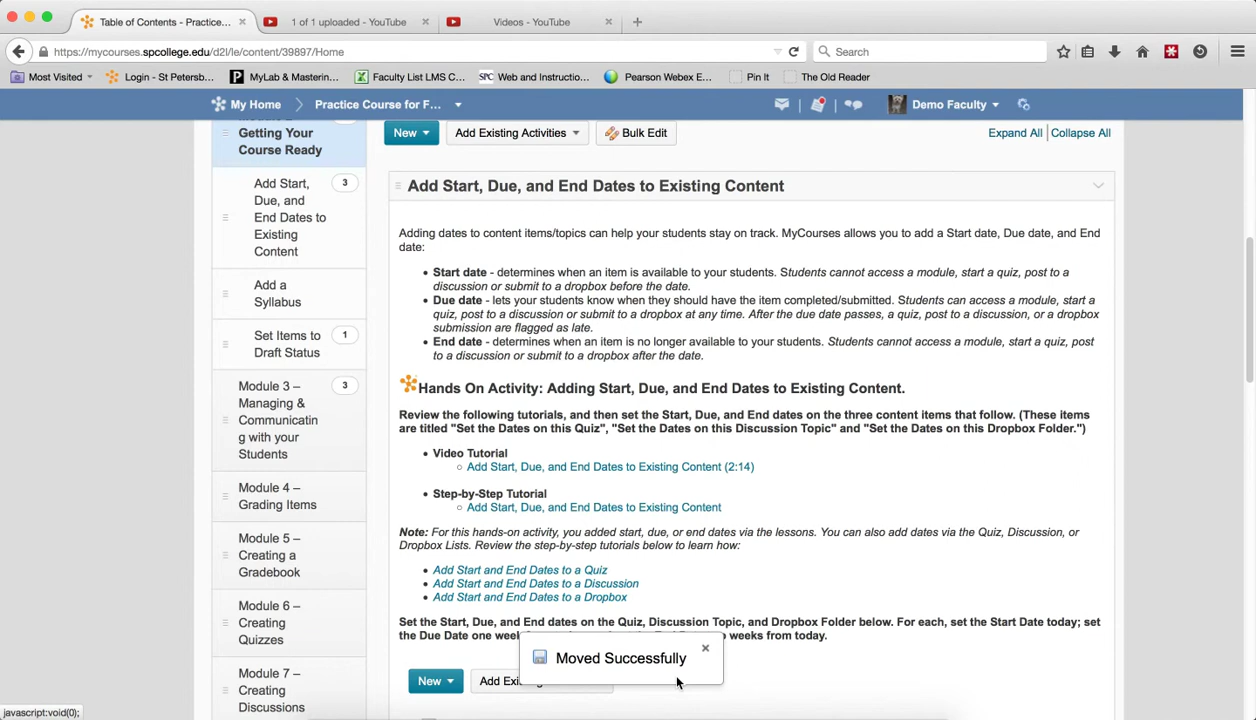 Table of Contents - Practice...
1 of 1 uploaded - YouTube
Videos - YouTube
https://mycourses.spcollege.edu/d2l/le/content/39897/Home
Search
Most Visited
Login - St Petersb...
MyLab & Mastering...
Faculty List LMS C...
SPC Web and Instructio...
Pearson Webex E...
Pin It
The Old Reader
My Home
Practice Course for F...
Demo Faculty
Getting Your
Course Ready
New
Add Existing Activities
Bulk Edit
Expand All
Collapse All
Add Start,
Due, and
End Dates to
Existing
Content
3
Add a
Syllabus
Set Items to
Draft Status
1
Module 3 –
Managing &
Communicatin
g with your
Students
3
Module 4 –
Grading Items
Module 5 –
Creating a
Gradebook
Module 6 –
Creating
Quizzes
Module 7 –
Creating
Discussions
Add Start, Due, and End Dates to Existing Content
Adding dates to content items/topics can help your students stay on track. MyCourses allows you to add a Start date, Due date, and End
date:
• Start date - determines when an item is available to your students. Students cannot access a module, start a quiz, post to a
discussion or submit to a dropbox before the date.
• Due date - lets your students know when they should have the item completed/submitted. Students can access a module, start a
quiz, post to a discussion or submit to a dropbox at any time. After the due date passes, a quiz, post to a discussion, or a dropbox
submission are flagged as late.
• End date - determines when an item is no longer available to your students. Students cannot access a module, start a quiz, post
to a discussion or submit to a dropbox after the date.
Hands On Activity: Adding Start, Due, and End Dates to Existing Content.
Review the following tutorials, and then set the Start, Due, and End dates on the three content items that follow. (These items
are titled "Set the Dates on this Quiz", "Set the Dates on this Discussion Topic" and "Set the Dates on this Dropbox Folder.")
• Video Tutorial
Add Start, Due, and End Dates to Existing Content (2:14)
• Step-by-Step Tutorial
Add Start, Due, and End Dates to Existing Content
Note: For this hands-on activity, you added start, due, or end dates via the lessons. You can also add dates via the Quiz, Discussion, or
Dropbox Lists. Review the step-by-step tutorials below to learn how:
• Add Start and End Dates to a Quiz
• Add Start and End Dates to a Discussion
• Add Start and End Dates to a Dropbox
Set the Start, Due, and End dates on the Quiz, Discussion Topic, and Dropbox Folder below. For each, set the Start Date today; set
the Due Date one wee weeks from today.
Moved Successfully
New
Add Exis
javascript:void(0);